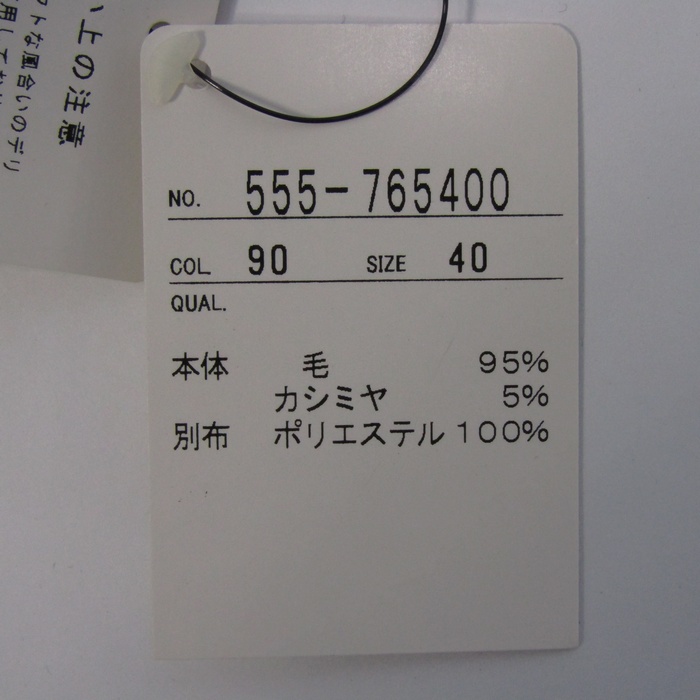 い上の注意
フトな風合いのデリ
NO. 555-765400
COL 90 SIZE 40
QUAL.
本体 毛 95%
カシミヤ 5%
別布 ポリエステル 100%